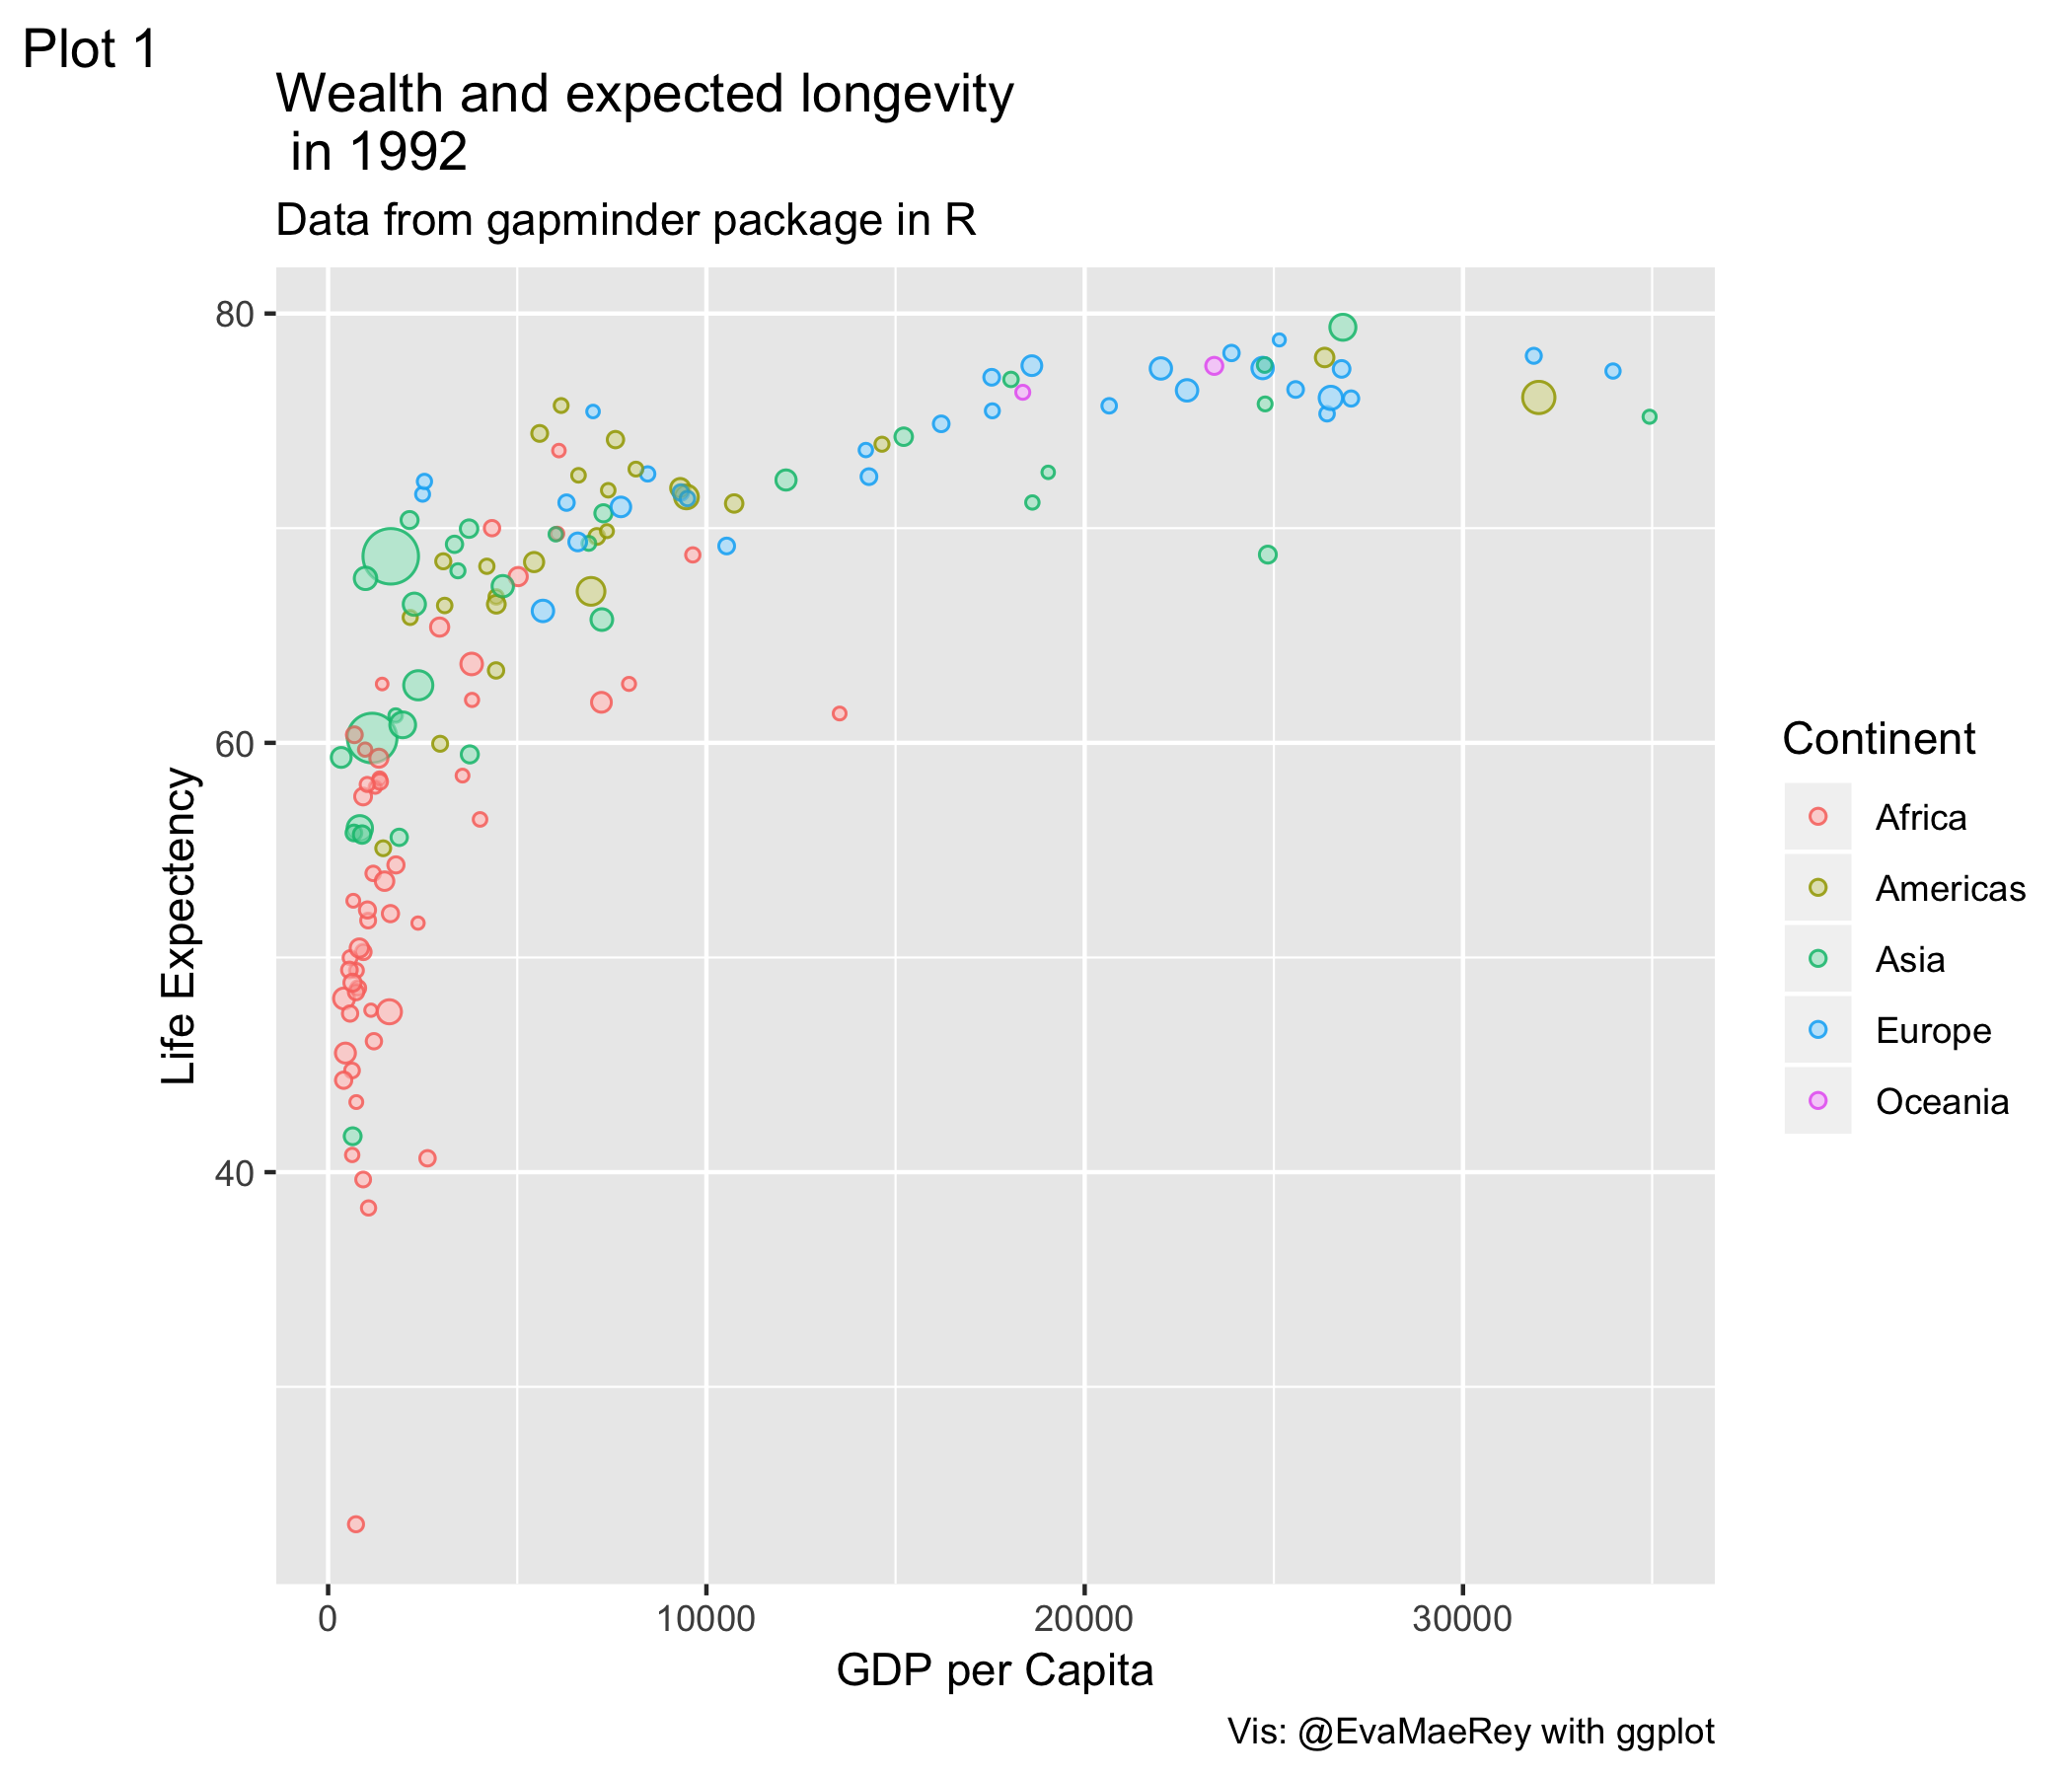 Plot 1
Wealth and expected longevity
in 1992
Data from gapminder package in R
80
60
40
Life Expectency
0
10000
20000
30000
GDP per Capita
Continent
Africa
Americas
Asia
Europe
Oceania
Vis: @EvaMaeRey with ggplot